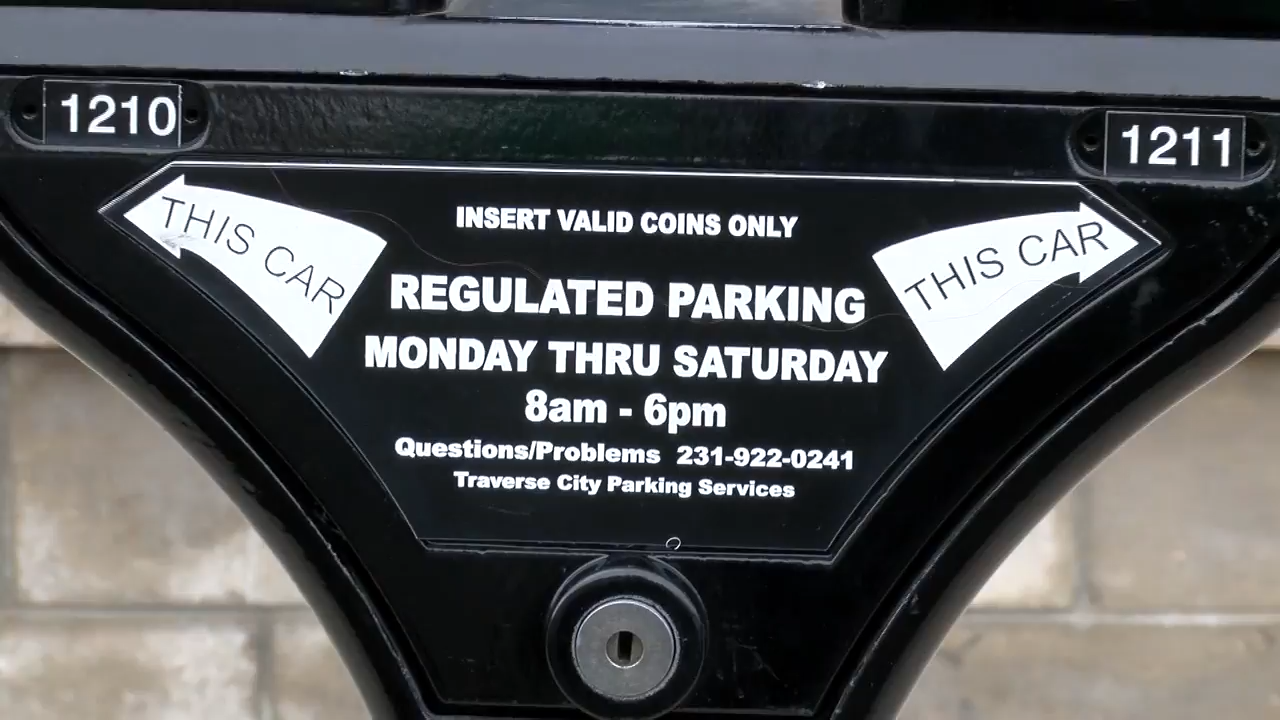 1210
1211
INSERT VALID COINS ONLY
THIS CAR
THIS CAR
REGULATED PARKING
MONDAY THRU SATURDAY
8am - 6pm
Questions/Problems 231-922-0241
Traverse City Parking Services